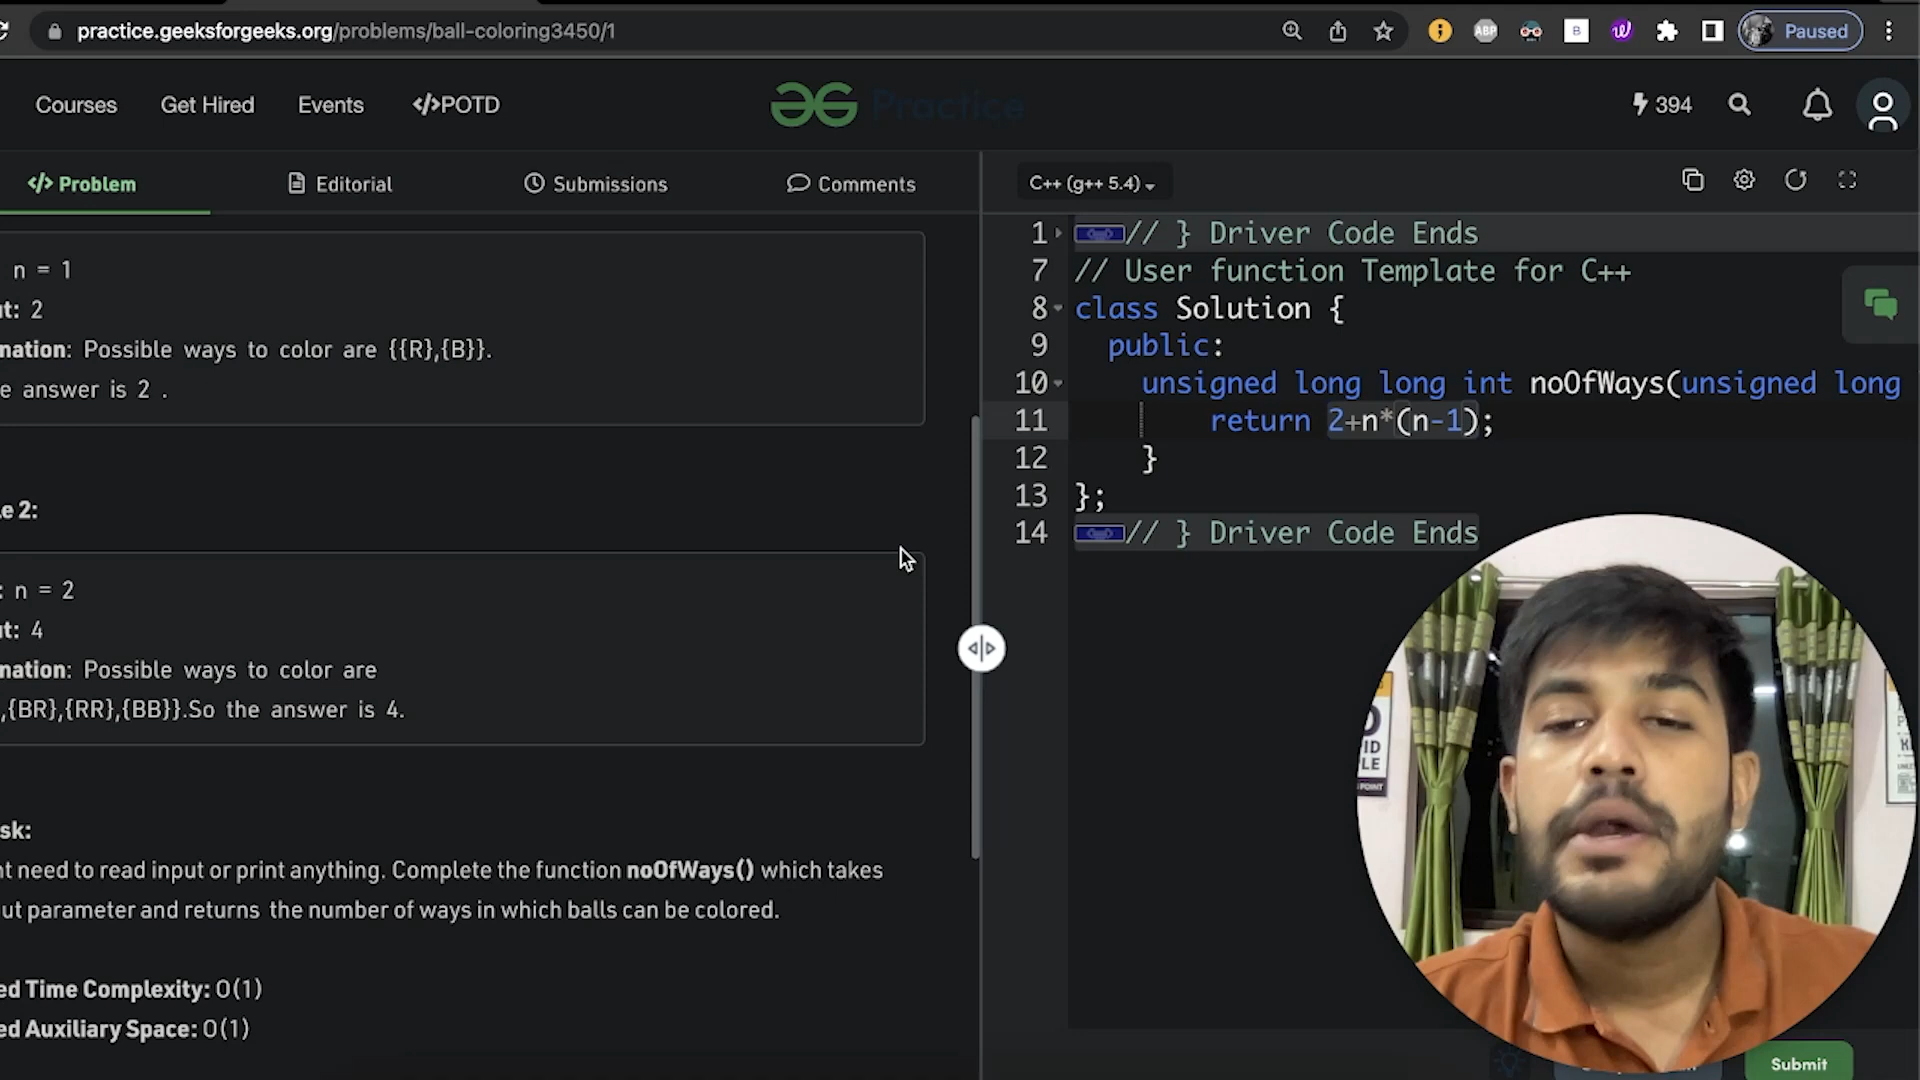 practice.geeksforgeeks.org/problems/ball-coloring3450/1
ABP
B
Paused
Courses
Get Hired
Events
</>POTD
Practice
394
</> Problem
Editorial
Submissions
Comments
C++ (g++ 5.4)
n = 1
ut: 2
nation: Possible ways to color are {{R},{B}}.
e answer is 2 .
le 2:
: n = 2
ut: 4
nation: Possible ways to color are
,{BR},{RR},{BB}}.So the answer is 4.
sk:
nt need to read input or print anything. Complete the function noOfWays() which takes
ut parameter and returns the number of ways in which balls can be colored.
ed Time Complexity: O(1)
ed Auxiliary Space: O(1)
1 // } Driver Code Ends
7 // User function Template for C++
8 class Solution {
9 public:
10 unsigned long long int noOfWays(unsigned long
11 return 2+n*(n-1);
12 }
13 };
14 // } Driver Code Ends
Submit